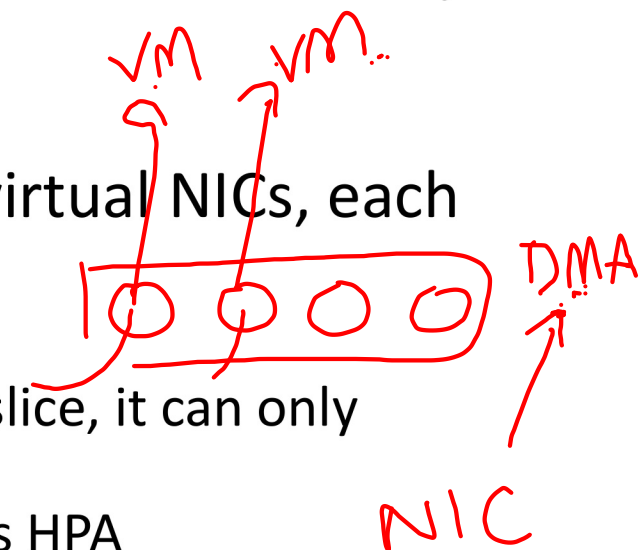 VM VM
virtual NICs, each
DMA
slice, it can only
NIC
s HPA